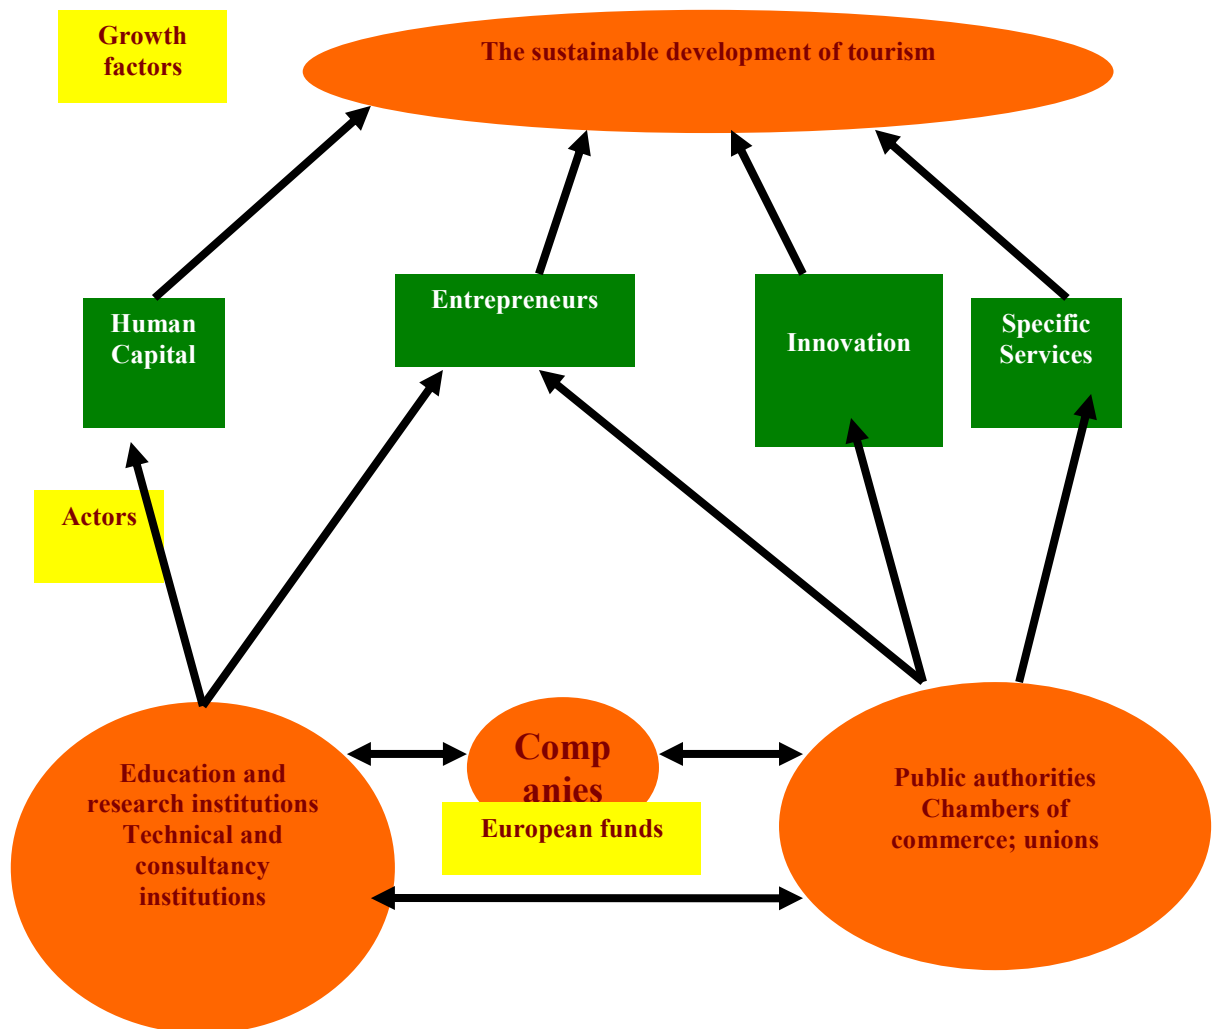 Growth
factors
The sustainable development of tourism
Human
Capital
Entrepreneurs
Innovation
Specific
Services
Actors
Education and
research institutions
Technical and
consultancy
institutions
Comp
anies
European funds
Public authorities
Chambers of
commerce; unions